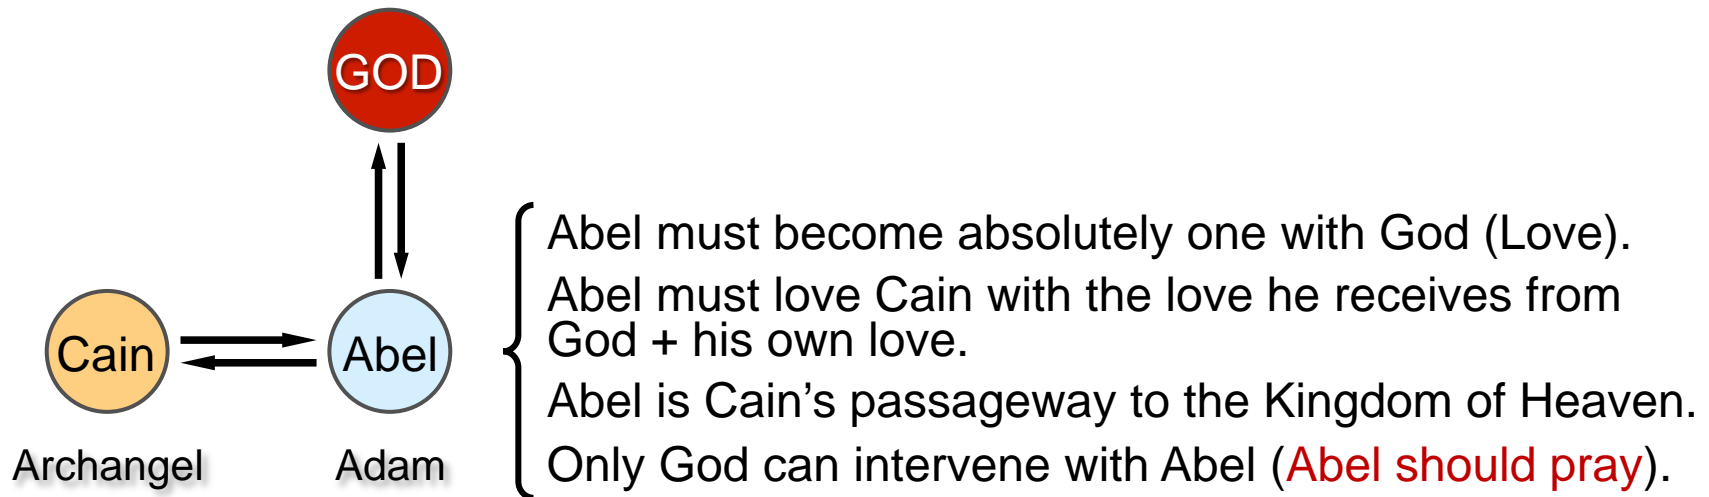 GOD
Cain
Abel
Archangel
Adam
Abel must become absolutely one with God (Love).
Abel must love Cain with the love he receives from
God + his own love.
Abel is Cain’s passageway to the Kingdom of Heaven.
Only God can intervene with Abel (Abel should pray).